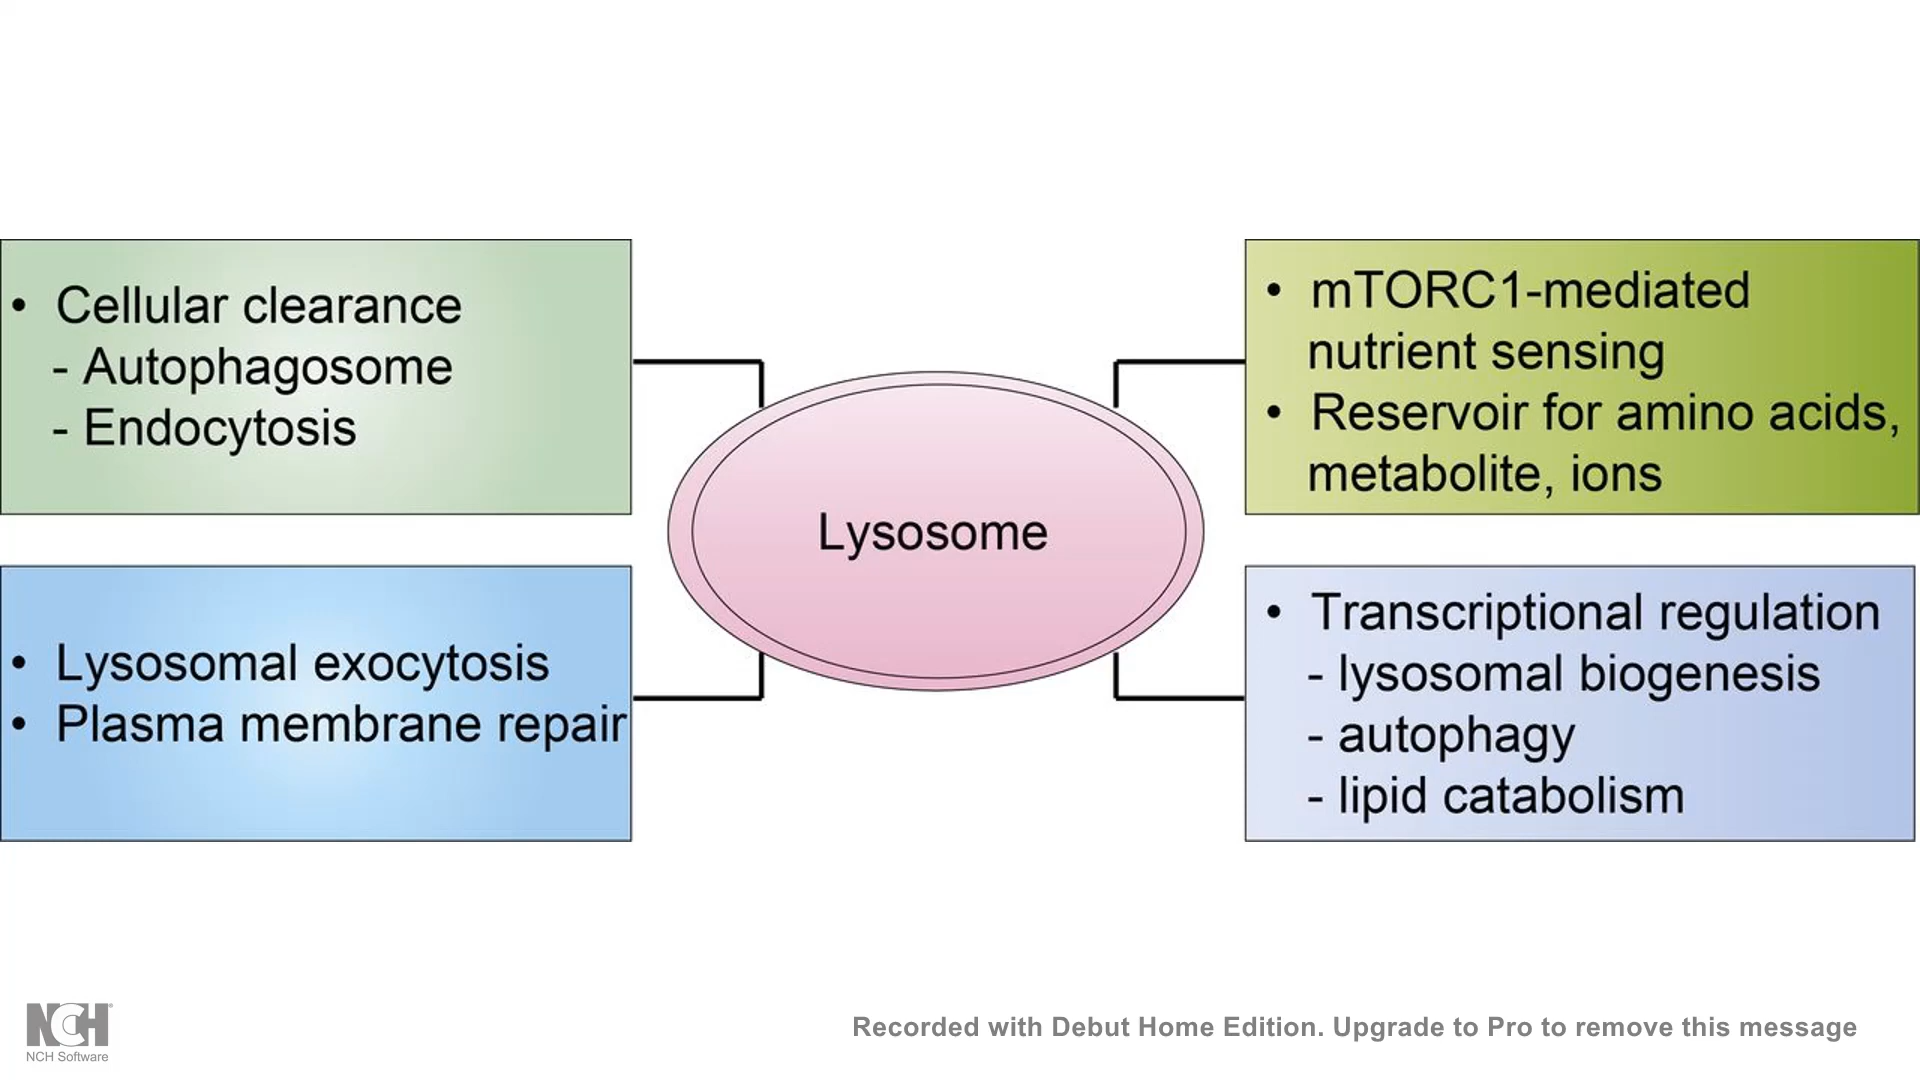 • Cellular clearance
- Autophagosome
- Endocytosis
• Lysosomal exocytosis
• Plasma membrane repair
Lysosome
• mTORC1-mediated
nutrient sensing
• Reservoir for amino acids,
metabolite, ions
• Transcriptional regulation
- lysosomal biogenesis
- autophagy
- lipid catabolism
NCH
NCH Software
Recorded with Debut Home Edition. Upgrade to Pro to remove this message